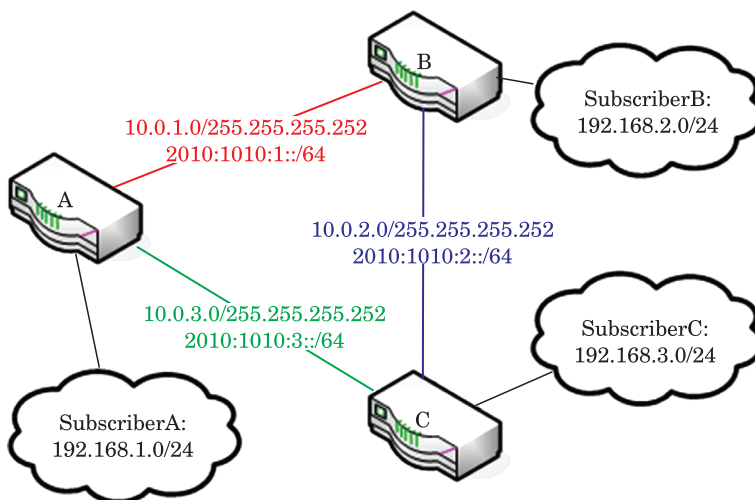 B
SubscriberB:
192.168.2.0/24
10.0.1.0/255.255.255.252
2010:1010:1::/64
A
10.0.2.0/255.255.255.252
2010:1010:2::/64
10.0.3.0/255.255.255.252
2010:1010:3::/64
SubscriberC:
192.168.3.0/24
C
SubscriberA:
192.168.1.0/24